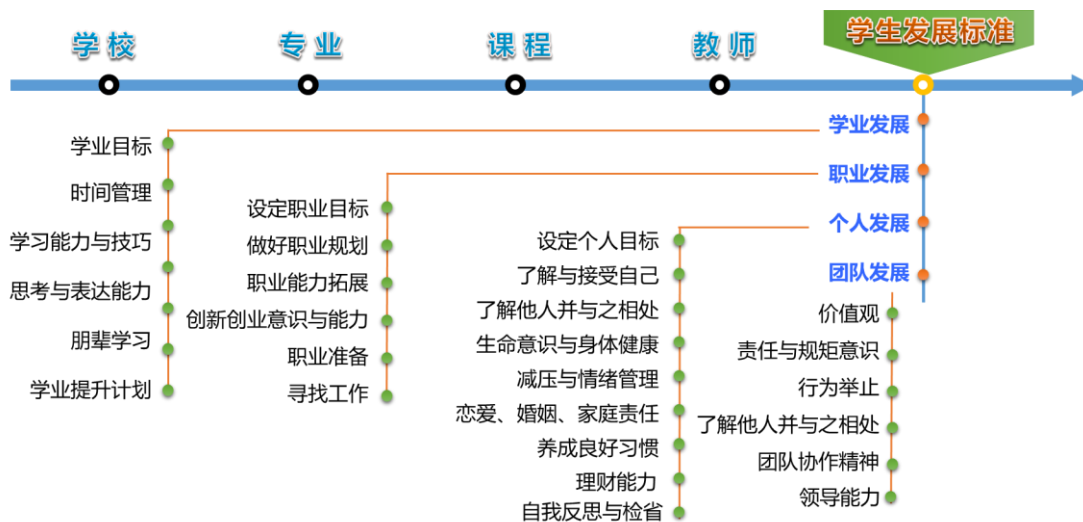 学校
专业
课程
教师
学生发展标准
学业发展
学业目标
时间管理
学习能力与技巧
思考与表达能力
朋辈学习
学业提升计划
职业发展
设定职业目标
做好职业规划
职业能力拓展
创新创业意识与能力
职业准备
寻找工作
个人发展
设定个人目标
了解与接受自己
了解他人并与之相处
生命意识与身体健康
减压与情绪管理
恋爱、婚姻、家庭责任
养成良好习惯
理财能力
自我反思与检省
团队发展
价值观
责任与规矩意识
行为举止
了解他人并与之相处
团队协作精神
领导能力